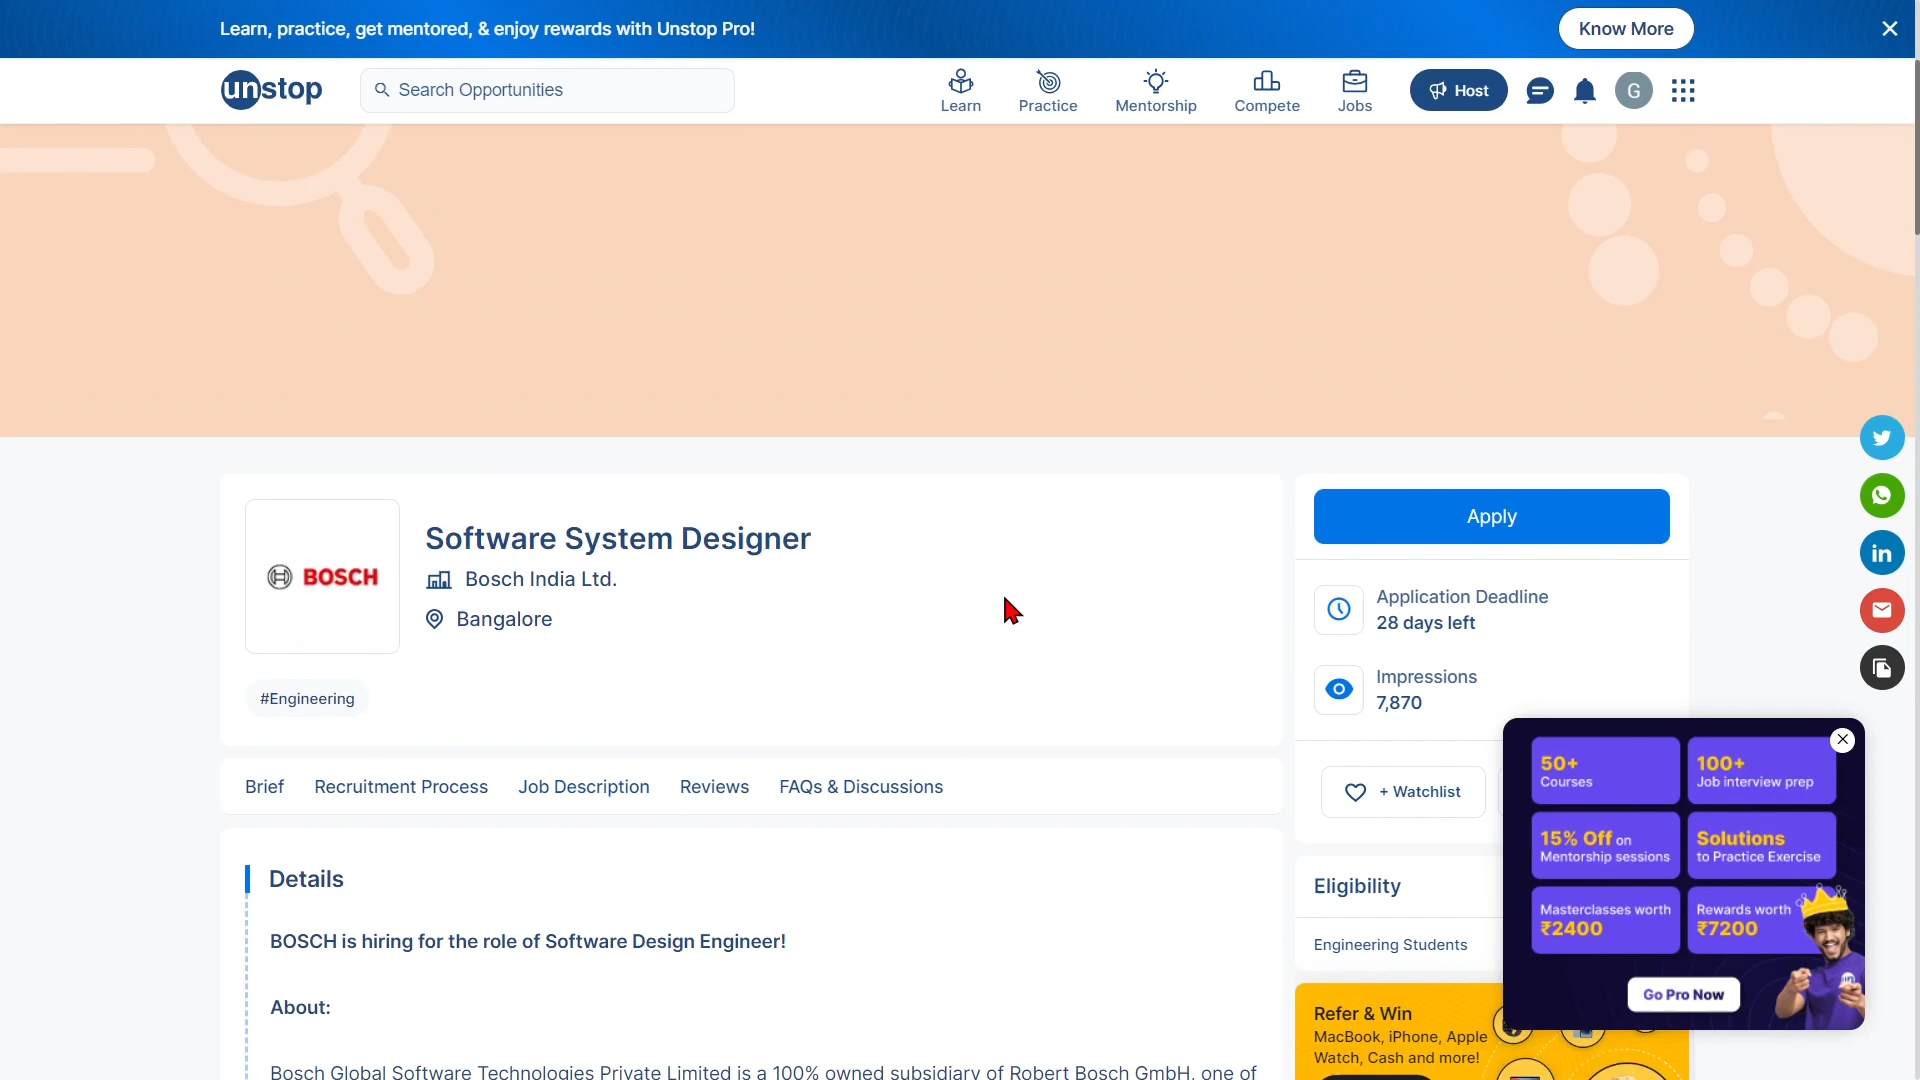 Learn, practice, get mentored, & enjoy rewards with Unstop Pro!
Know More
unstop
Search Opportunities
Learn
Practice
Mentorship
Compete
Jobs
Host
G
BOSCH
Software System Designer
Bosch India Ltd.
Bangalore
#Engineering
Apply
Application Deadline
28 days left
Impressions
7,870
+ Watchlist
Brief
Recruitment Process
Job Description
Reviews
FAQs & Discussions
Details
BOSCH is hiring for the role of Software Design Engineer!
About:
Bosch Global Software Technologies Private Limited is a 100% owned subsidiary of Robert Bosch GmbH, one of
Eligibility
Engineering Students
Refer & Win
MacBook, iPhone, Apple
Watch, Cash and more!
50+
Courses
100+
Job interview prep
15% Off on
Mentorship sessions
Solutions
to Practice Exercise
Masterclasses worth
₹2400
Rewards worth
₹7200
Go Pro Now
in
un